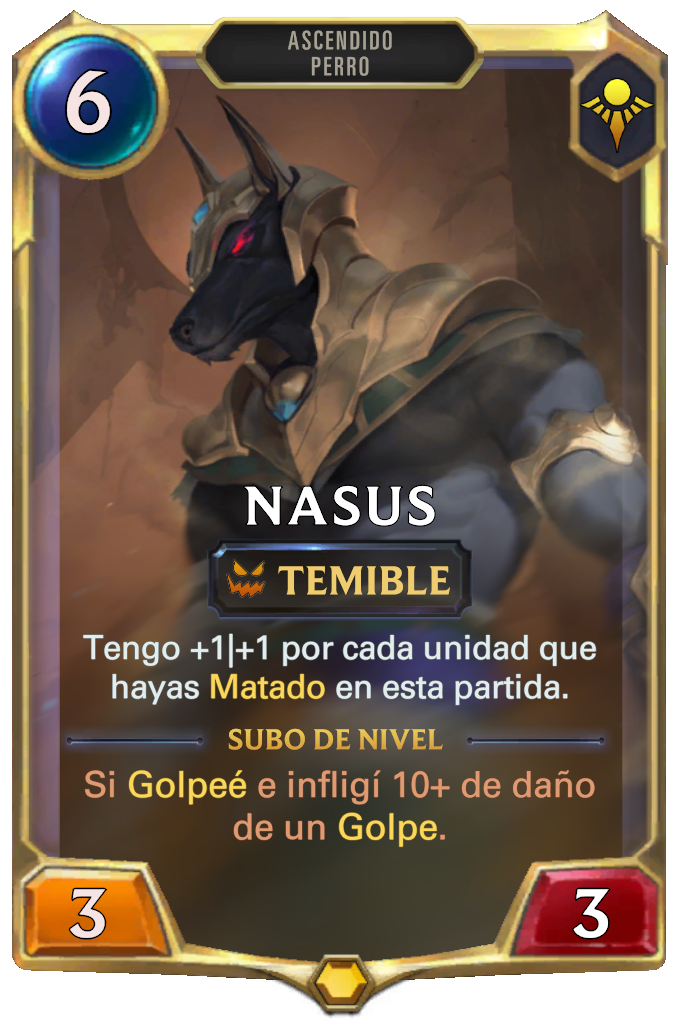 ASCENDIDO
PERRO
6
NASUS
TEMIBLE
Tengo +1|+1 por cada unidad que
hayas Matado en esta partida.
SUBO DE NIVEL
Si Golpeé e infligí 10+ de daño
de un Golpe.
3
3